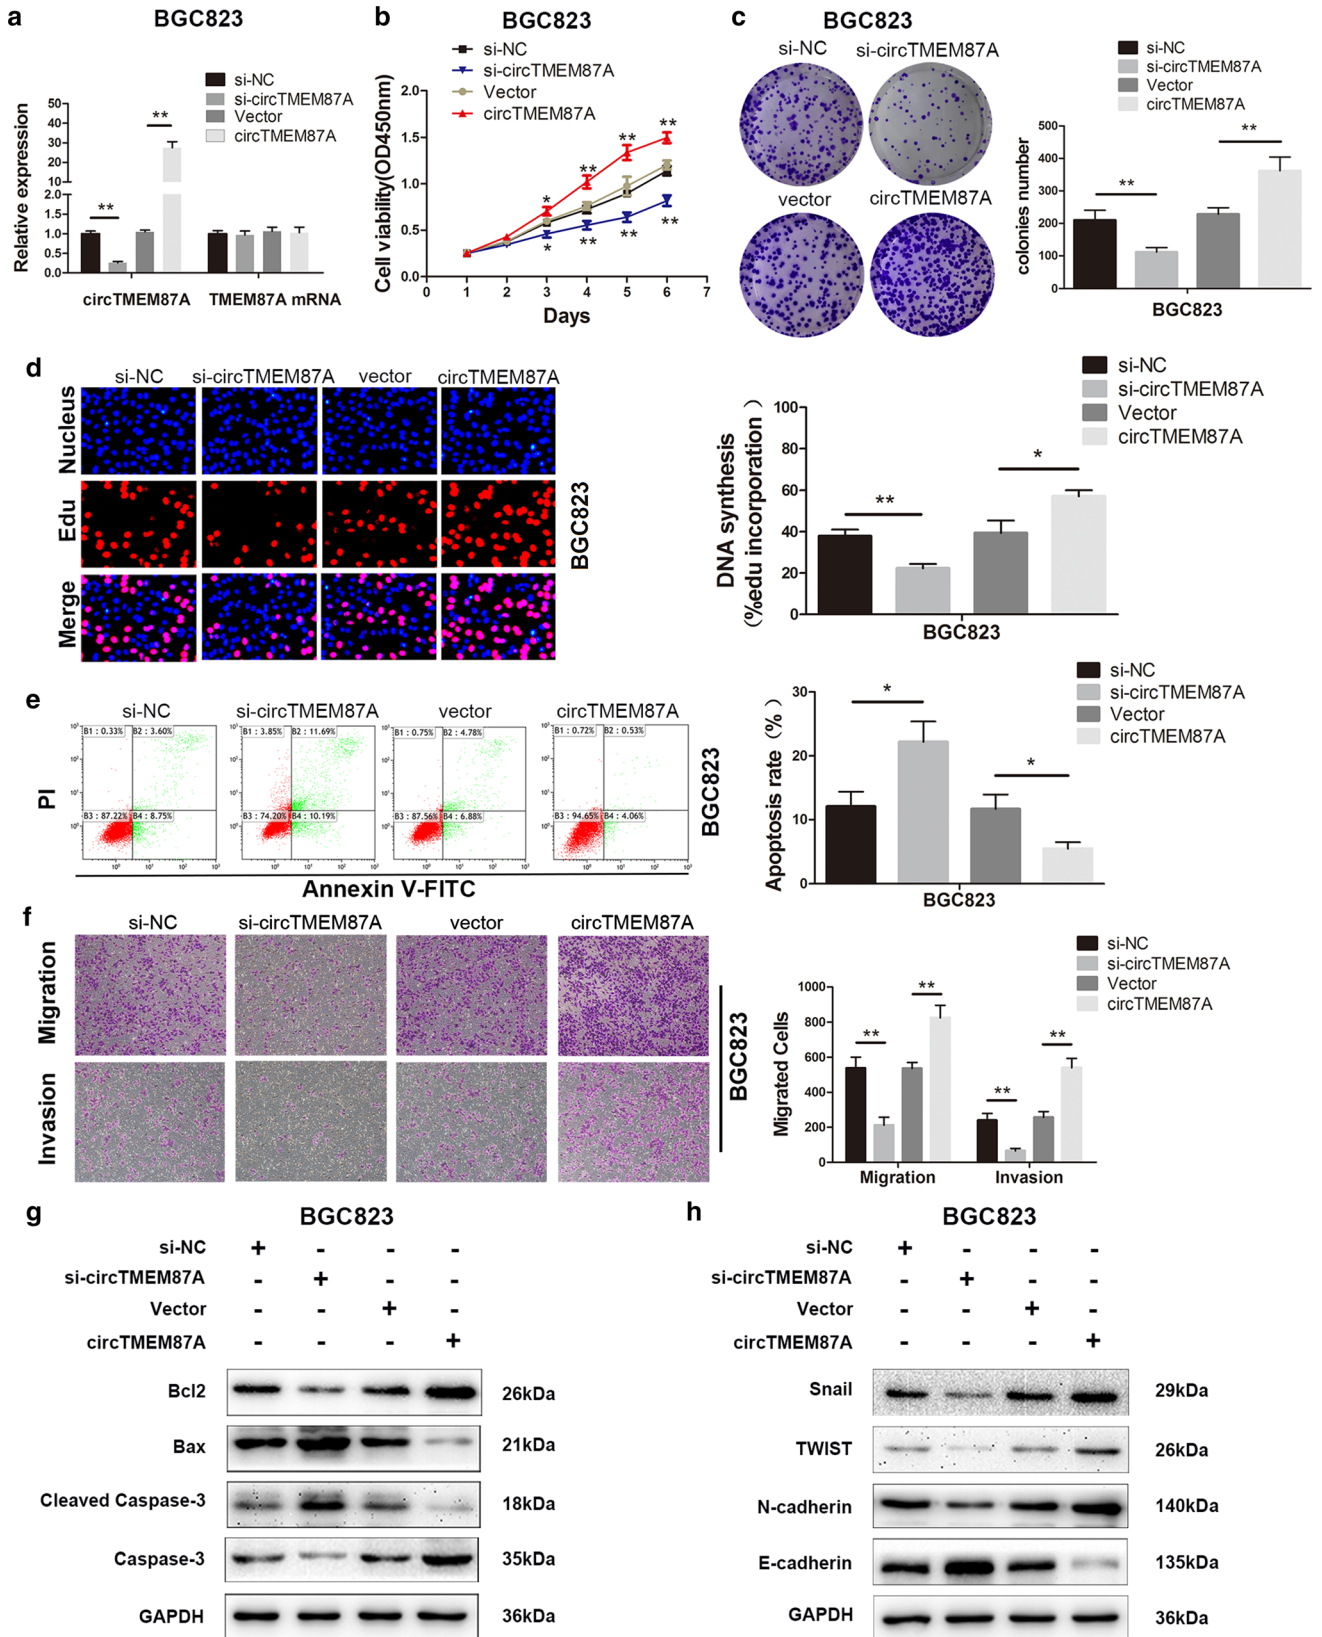 a
BGC823
si-NC
si-circTMEM87A
Vector
circTMEM87A
Relative expression
50
40
30
20
10
2.0
1.5
1.0
0.5
0.0
**
**
circTMEM87A
TMEM87A mRNA
b
BGC823
si-NC
si-circTMEM87A
Vector
circTMEM87A
Cell viability(OD450nm)
2.0
1.5
1.0
0.5
0.0
* ** ** **
* ** ** **
0 1 2 3 4 5 6 7
Days
c
BGC823
si-NC
si-circTMEM87A
vector
circTMEM87A
si-NC
si-circTMEM87A
Vector
circTMEM87A
colonies number
500
400
300
200
100
0
**
**
BGC823
d
si-NC
si-circTMEM87A
vector
circTMEM87A
Nucleus
Edu
Merge
BGC823
si-NC
si-circTMEM87A
Vector
circTMEM87A
DNA synthesis
(%edu incorporation )
100
80
60
40
20
0
**
*
BGC823
e
si-NC
si-circTMEM87A
vector
circTMEM87A
PI
B1 : 0.33%
B2 : 3.60%
B3 : 87.22%
B4 : 8.75%
B1 : 3.85%
B2 : 11.69%
B3 : 74.20%
B4 : 10.19%
B1 : 0.75%
B2 : 4.78%
B3 : 87.56%
B4 : 6.88%
B1 : 0.72%
B2 : 0.53%
B3 : 94.65%
B4 : 4.06%
Annexin V-FITC
BGC823
si-NC
si-circTMEM87A
Vector
circTMEM87A
Apoptosis rate (%)
30
20
10
0
*
*
BGC823
f
si-NC
si-circTMEM87A
vector
circTMEM87A
Migration
Invasion
BGC823
si-NC
si-circTMEM87A
Vector
circTMEM87A
Migrated Cells
1000
800
600
400
200
0
**
**
**
**
Migration
Invasion
g
BGC823
si-NC + - - -
si-circTMEM87A - + - -
Vector - - + -
circTMEM87A - - - +
Bcl2 26kDa
Bax 21kDa
Cleaved Caspase-3 18kDa
Caspase-3 35kDa
GAPDH 36kDa
h
BGC823
si-NC + - - -
si-circTMEM87A - + - -
Vector - - + -
circTMEM87A - - - +
Snail 29kDa
TWIST 26kDa
N-cadherin 140kDa
E-cadherin 135kDa
GAPDH 36kDa